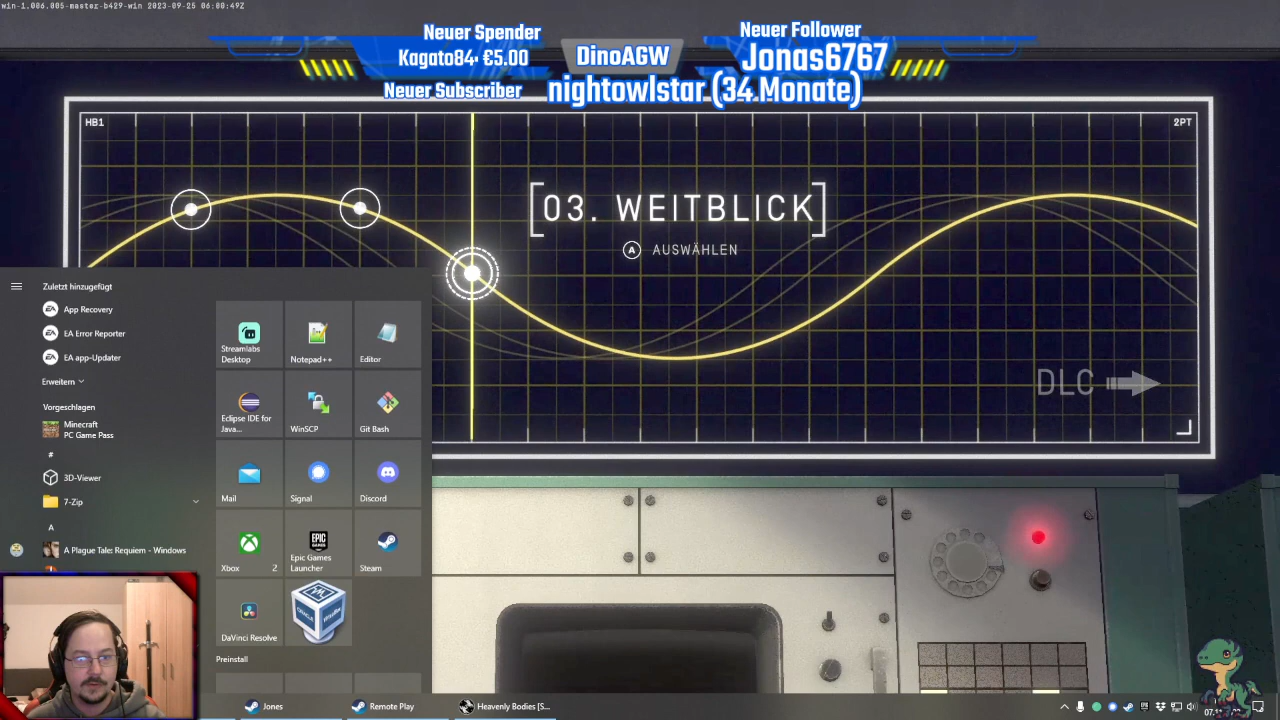 win-1.006.005-master-b429-win 2023-09-25 06:00:49Z
Neuer Spender
Kagato84· €5.00
DinoAGW
Neuer Follower
Jonas6767
Neuer Subscriber
nightowlstar (34 Monate)
HB1
2PT
[03. WEITBLICK]
A AUSWÄHLEN
DLC
Zuletzt hinzugefügt
App Recovery
EA Error Reporter
EA app-Updater
Erweitern
Vorgeschlagen
Minecraft
PC Game Pass
#
3D-Viewer
7-Zip
A
A Plague Tale: Requiem - Windows
Streamlabs
Desktop
Notepad++
Editor
Eclipse IDE for
Java...
WinSCP
Git Bash
Mail
Signal
Discord
Xbox
2
Epic Games
Launcher
Steam
DaVinci Resolve
Preinstall
Jones
Remote Play
Heavenly Bodies [S...